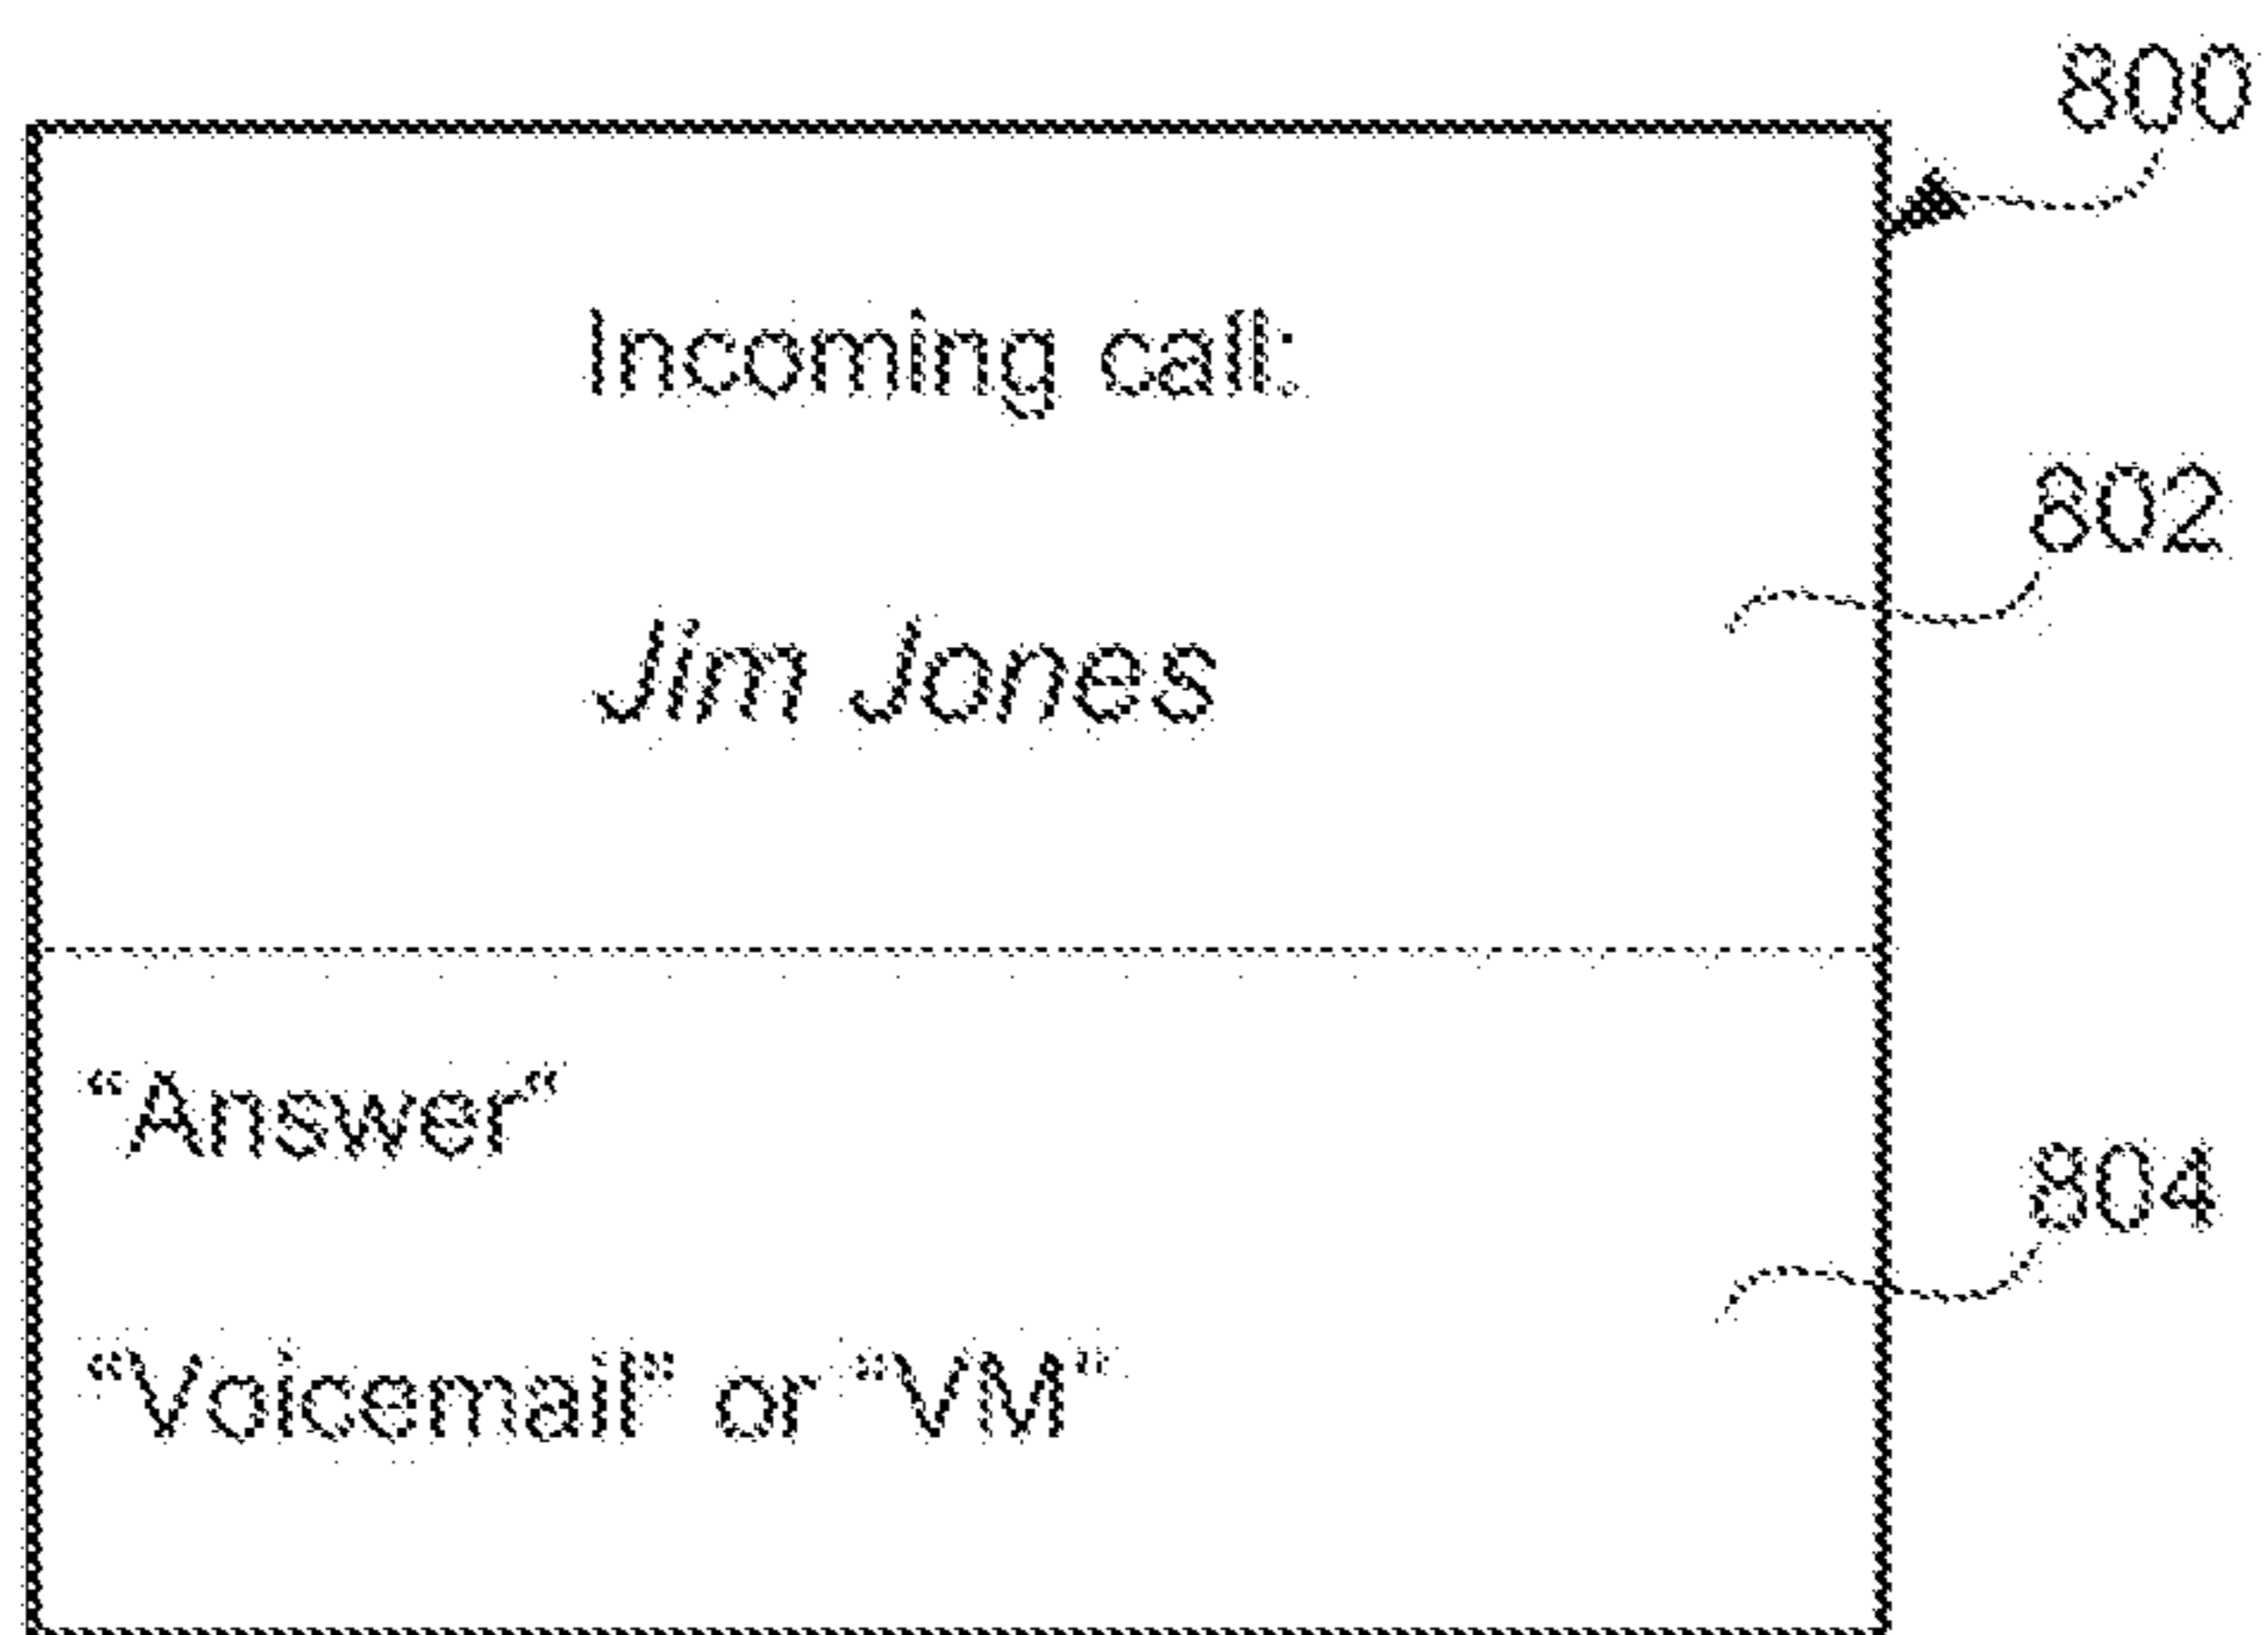 800
Incoming call:
802
Jim Jones
“Answer“
804
“Voicemail” or “VM“